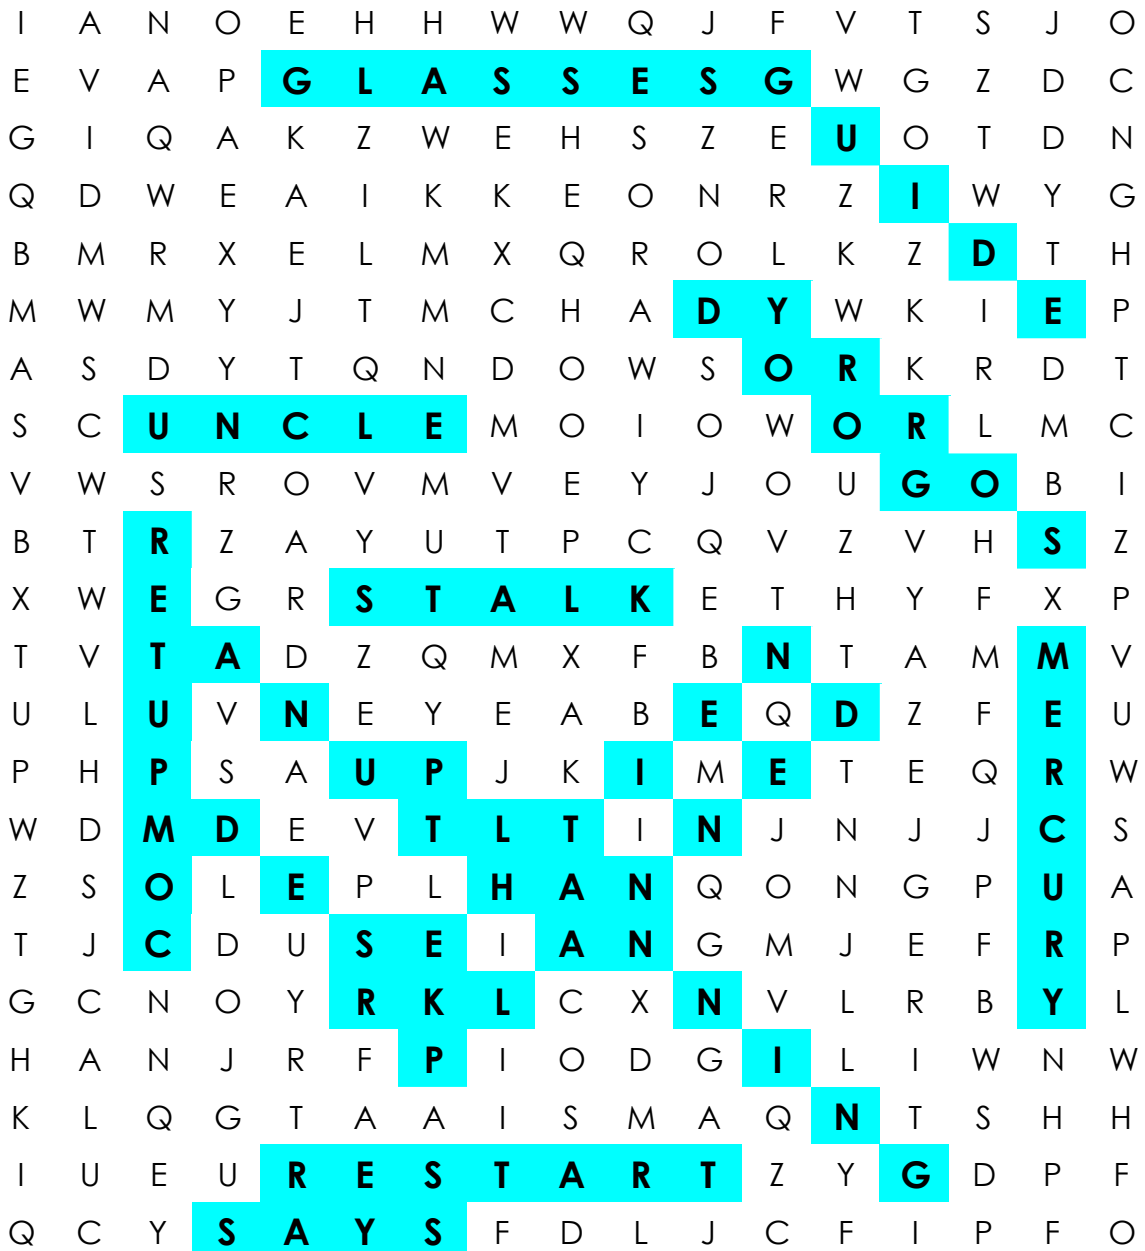 I A N O E H H W W Q J F V T S J O
E V A P G L A S S E S G W G Z D C
G I Q A K Z W E H S Z E U O T D N
Q D W E A I K K E O N R Z I W Y G
B M R X E L M X Q R O L K Z D T H
M W M Y J T M C H A D Y W K I E P
A S D Y T Q N D O W S O R K R D T
S C U N C L E M O I O W O R L M C
V W S R O V M V E Y J O U G O B I
B T R Z A Y U T P C Q V Z V H S Z
X W E G R S T A L K E T H Y F X P
T V T A D Z Q M X F B N T A M M V
U L U V N E Y E A B E Q D Z F E U
P H P S A U P J K I M E T E Q R W
W D M D E V T L T I N J N J J C S
Z S O L E P L H A N Q O N G P U A
T J C D U S E I A N G M J E F R P
G C N O Y R K L C X N V L R B Y L
H A N J R F P I O D G I L I W N W
K L Q G T A A I S M A Q N T S H H
I U E U R E S T A R T Z Y G D P F
Q C Y S A Y S F D L J C F I P F O